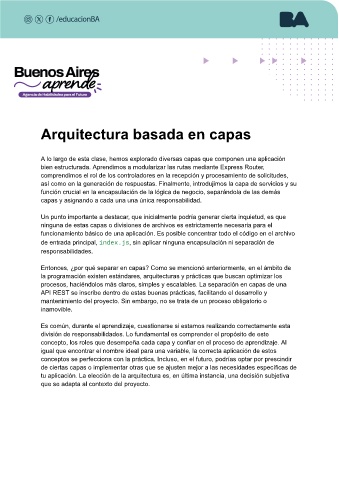 /educacionBA
BA
Buenos Aires
aprende
Agencia de Habilidades para el Futuro
Arquitectura basada en capas
A lo largo de esta clase, hemos explorado diversas capas que componen una aplicación
bien estructurada. Aprendimos a modularizar las rutas mediante Express Router,
comprendimos el rol de los controladores en la recepción y procesamiento de solicitudes,
así como en la generación de respuestas. Finalmente, introdujimos la capa de servicios y su
función crucial en la encapsulación de la lógica de negocio, separándola de las demás
capas y asignando a cada una una única responsabilidad.
Un punto importante a destacar, que inicialmente podría generar cierta inquietud, es que
ninguna de estas capas o divisiones de archivos es estrictamente necesaria para el
funcionamiento básico de una aplicación. Es posible concentrar todo el código en el archivo
de entrada principal, index.js, sin aplicar ninguna encapsulación ni separación de
responsabilidades.
Entonces, ¿por qué separar en capas? Como se mencionó anteriormente, en el ámbito de
la programación existen estándares, arquitecturas y prácticas que buscan optimizar los
procesos, haciéndolos más claros, simples y escalables. La separación en capas de una
API REST se inscribe dentro de estas buenas prácticas, facilitando el desarrollo y
mantenimiento del proyecto. Sin embargo, no se trata de un proceso obligatorio o
inamovible.
Es común, durante el aprendizaje, cuestionarse si estamos realizando correctamente esta
división de responsabilidades. Lo fundamental es comprender el propósito de este
concepto, los roles que desempeña cada capa y confiar en el proceso de aprendizaje. Al
igual que encontrar el nombre ideal para una variable, la correcta aplicación de estos
conceptos se perfecciona con la práctica. Incluso, en el futuro, podrías optar por prescindir
de ciertas capas o implementar otras que se ajusten mejor a las necesidades específicas de
tu aplicación. La elección de la arquitectura es, en última instancia, una decisión subjetiva
que se adapta al contexto del proyecto.